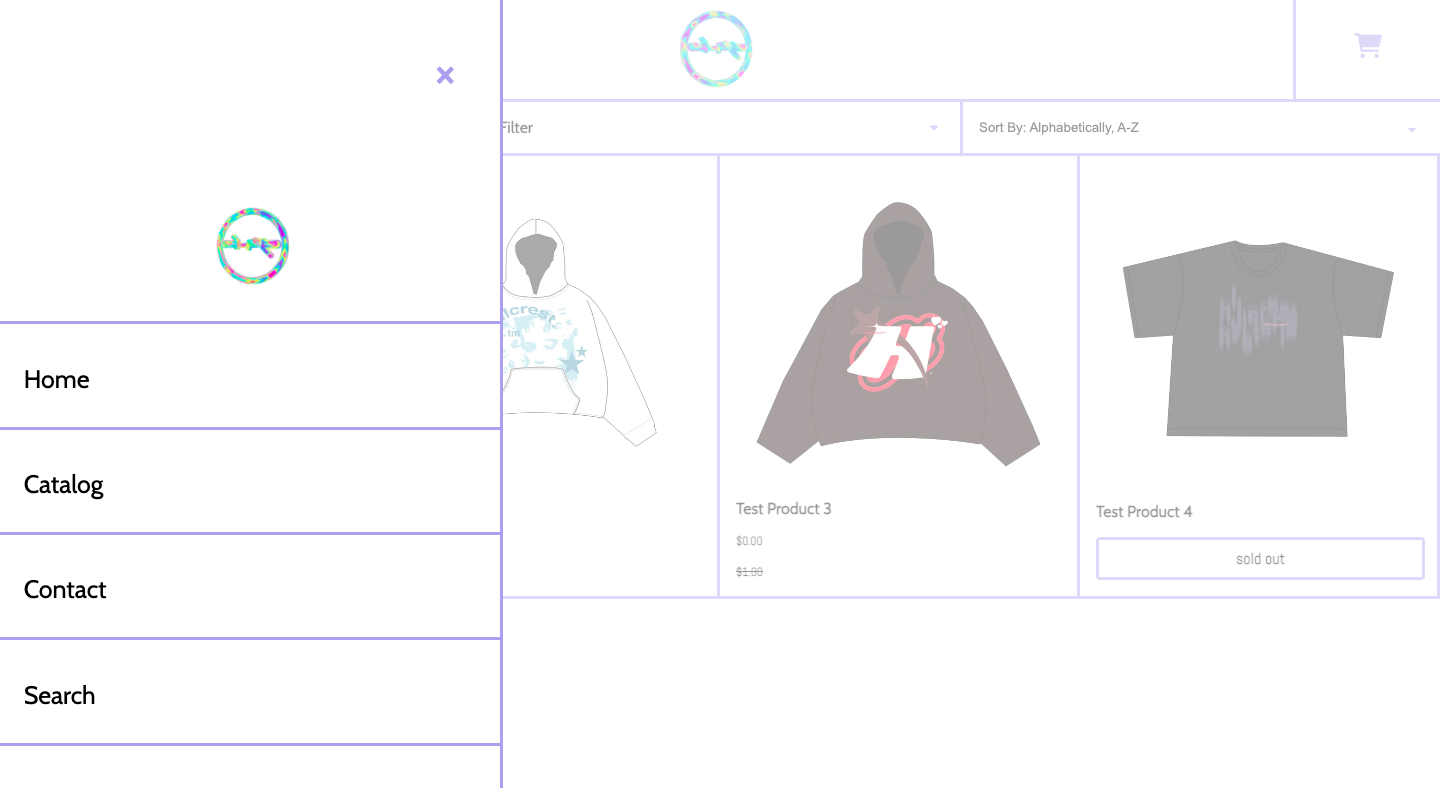 Home
Catalog
Contact
Search
Filter
Sort By: Alphabetically, A-Z
lcrest
.tm
Test Product 3
$0.00
$1.00
Test Product 4
sold out